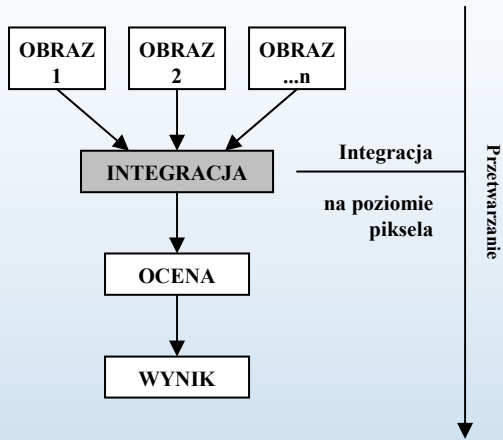 OBRAZ
1
OBRAZ
2
OBRAZ
...n
INTEGRACJA
Integracja
na poziomie
piksela
Przetwarzanie
OCENA
WYNIK